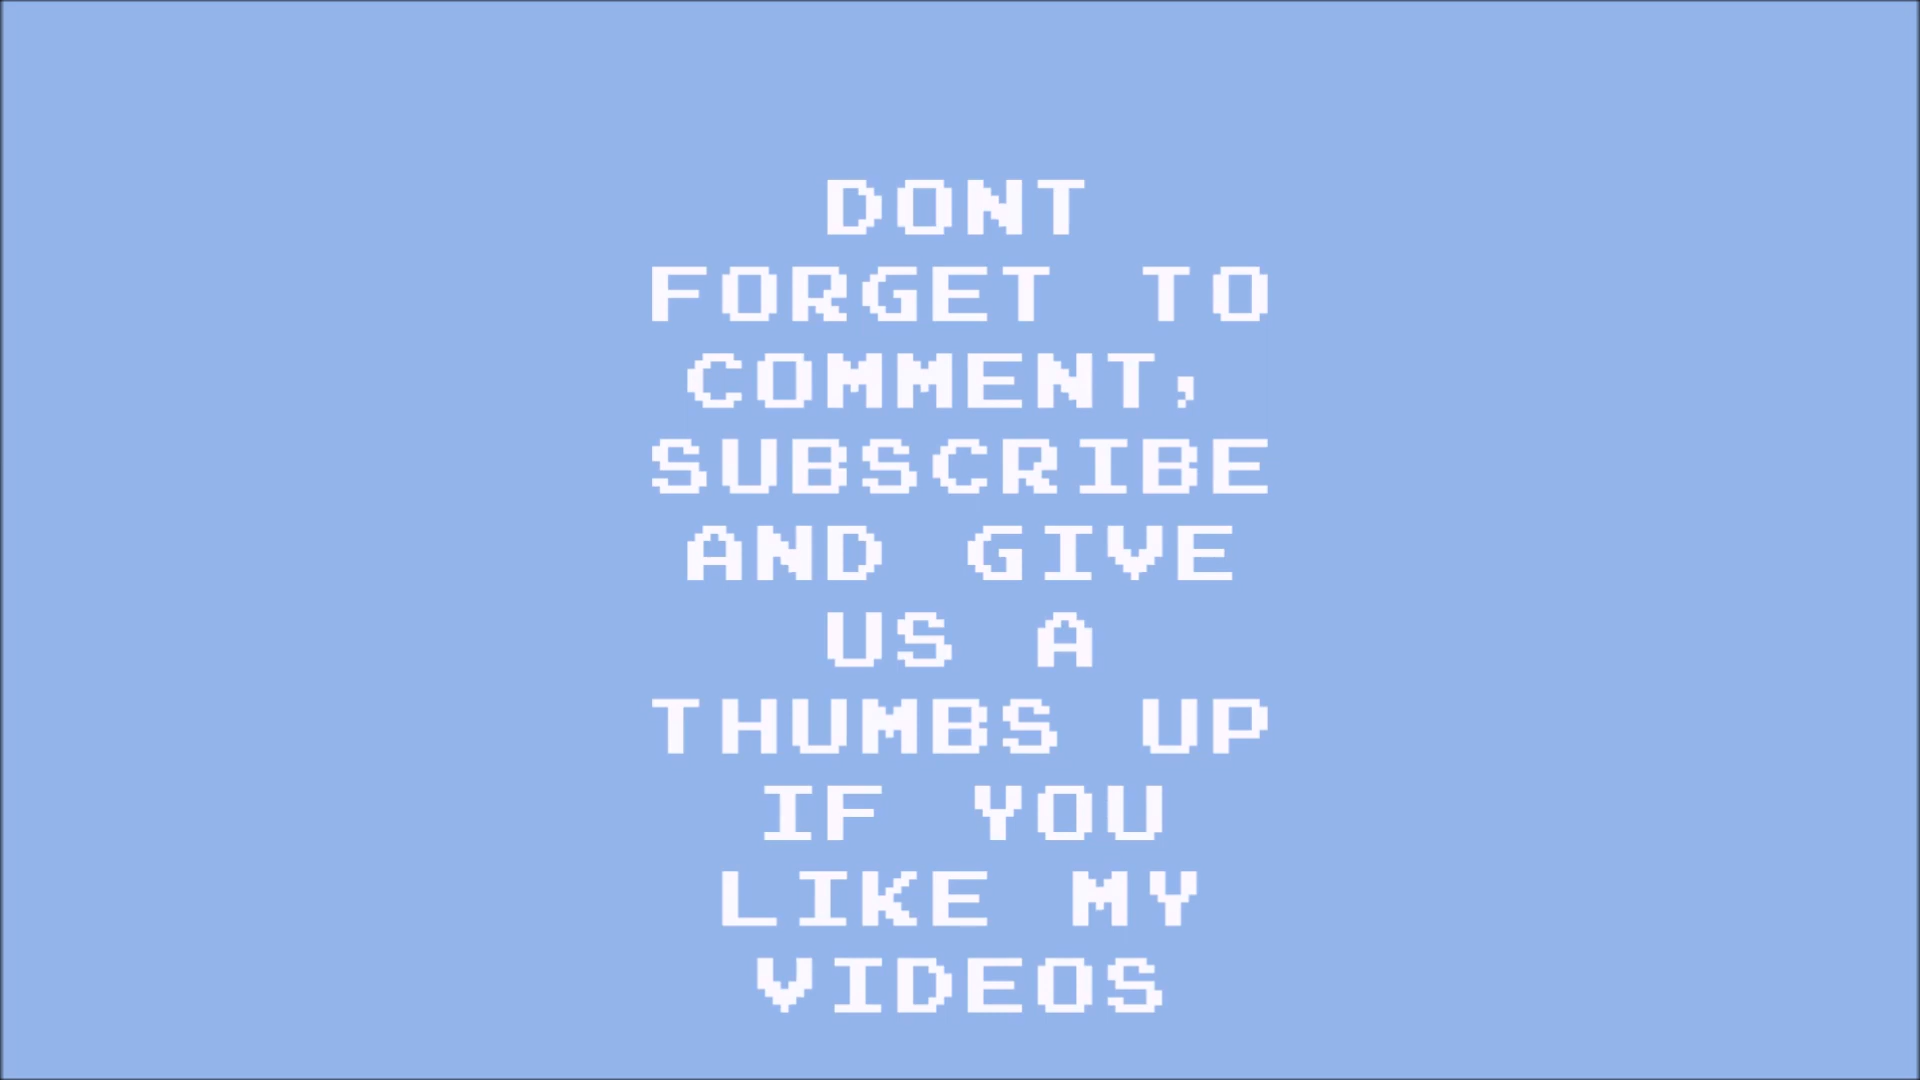 DONT
FORGET TO
COMMENT,
SUBSCRIBE
AND GIVE
US A
THUMBS UP
IF YOU
LIKE MY
VIDEOS